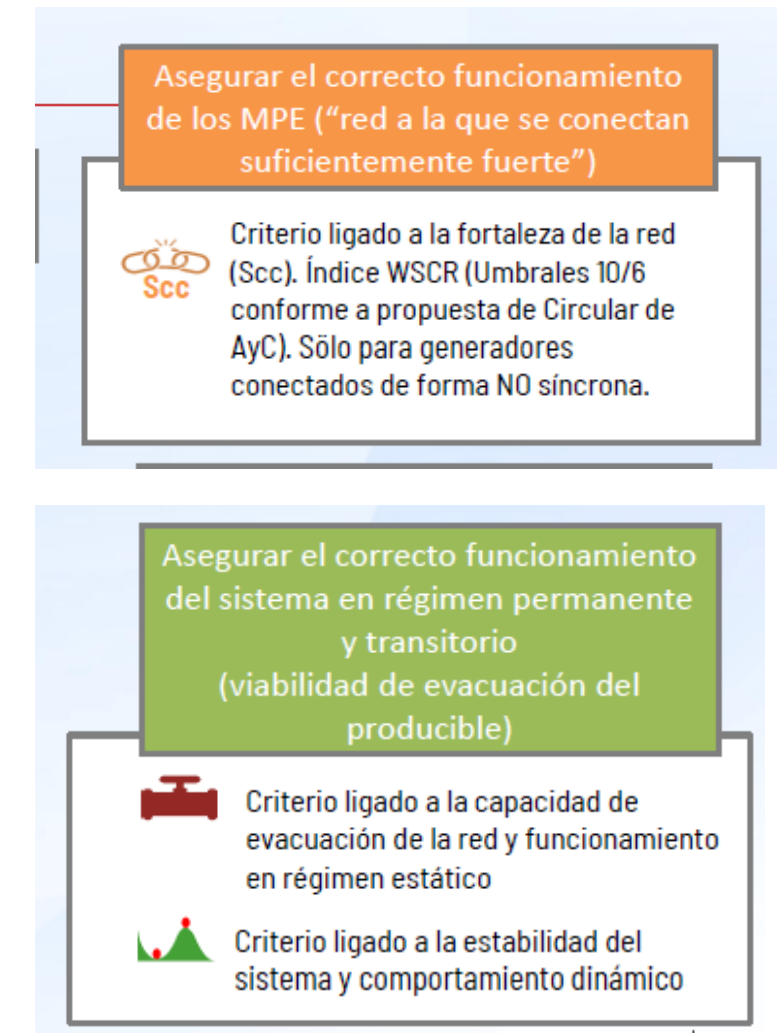 Asegurar el correcto funcionamiento
de los MPE (“red a la que se conectan
suficientemente fuerte”)
Criterio ligado a la fortaleza de la red
(Scc). Índice WSCR (Umbrales 10/6
conforme a propuesta de Circular de
AyC). Sölo para generadores
conectados de forma NO síncrona.
Scc
Asegurar el correcto funcionamiento
del sistema en régimen permanente
y transitorio
(viabilidad de evacuación del
producible)
Criterio ligado a la capacidad de
evacuación de la red y funcionamiento
en régimen estático
Criterio ligado a la estabilidad del
sistema y comportamiento dinámico